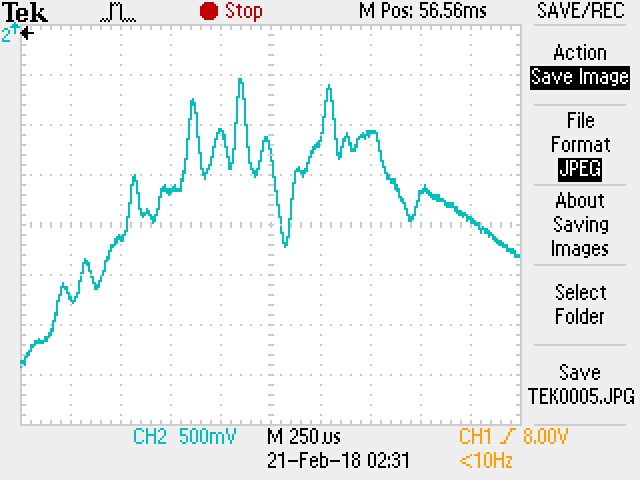 Tek Stop M Pos: 56.56ms SAVE/REC
2
Action
Save Image
File
Format
JPEG
About
Saving
Images
Select
Folder
Save
TEK0005.JPG
CH2 500mV M 250µs CH1 8.00V
21-Feb-18 02:31 <10Hz